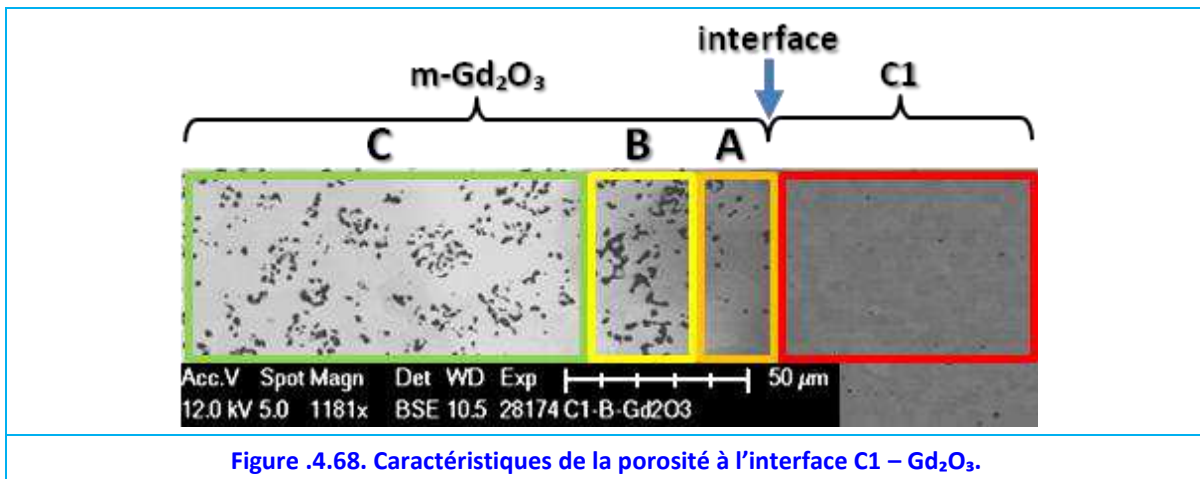 interface
m-Gd₂O₃ C1
C B A
Acc.V Spot Magn Det WD Exp 50 µm
12.0 kV 5.0 1181x BSE 10.5 28174 C1-B-Gd2O3
Figure .4.68. Caractéristiques de la porosité à l’interface C1 – Gd₂O₃.